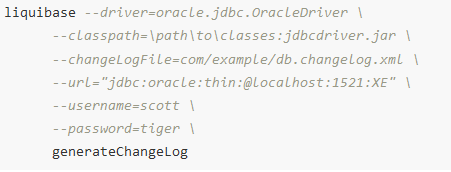 liquibase --driver=oracle.jdbc.OracleDriver \
--classpath=\path\to\classes:jdbcdriver.jar \
--changeLogFile=com/example/db.changelog.xml \
--url="jdbc:oracle:thin:@localhost:1521:XE" \
--username=scott \
--password=tiger \
generateChangeLog